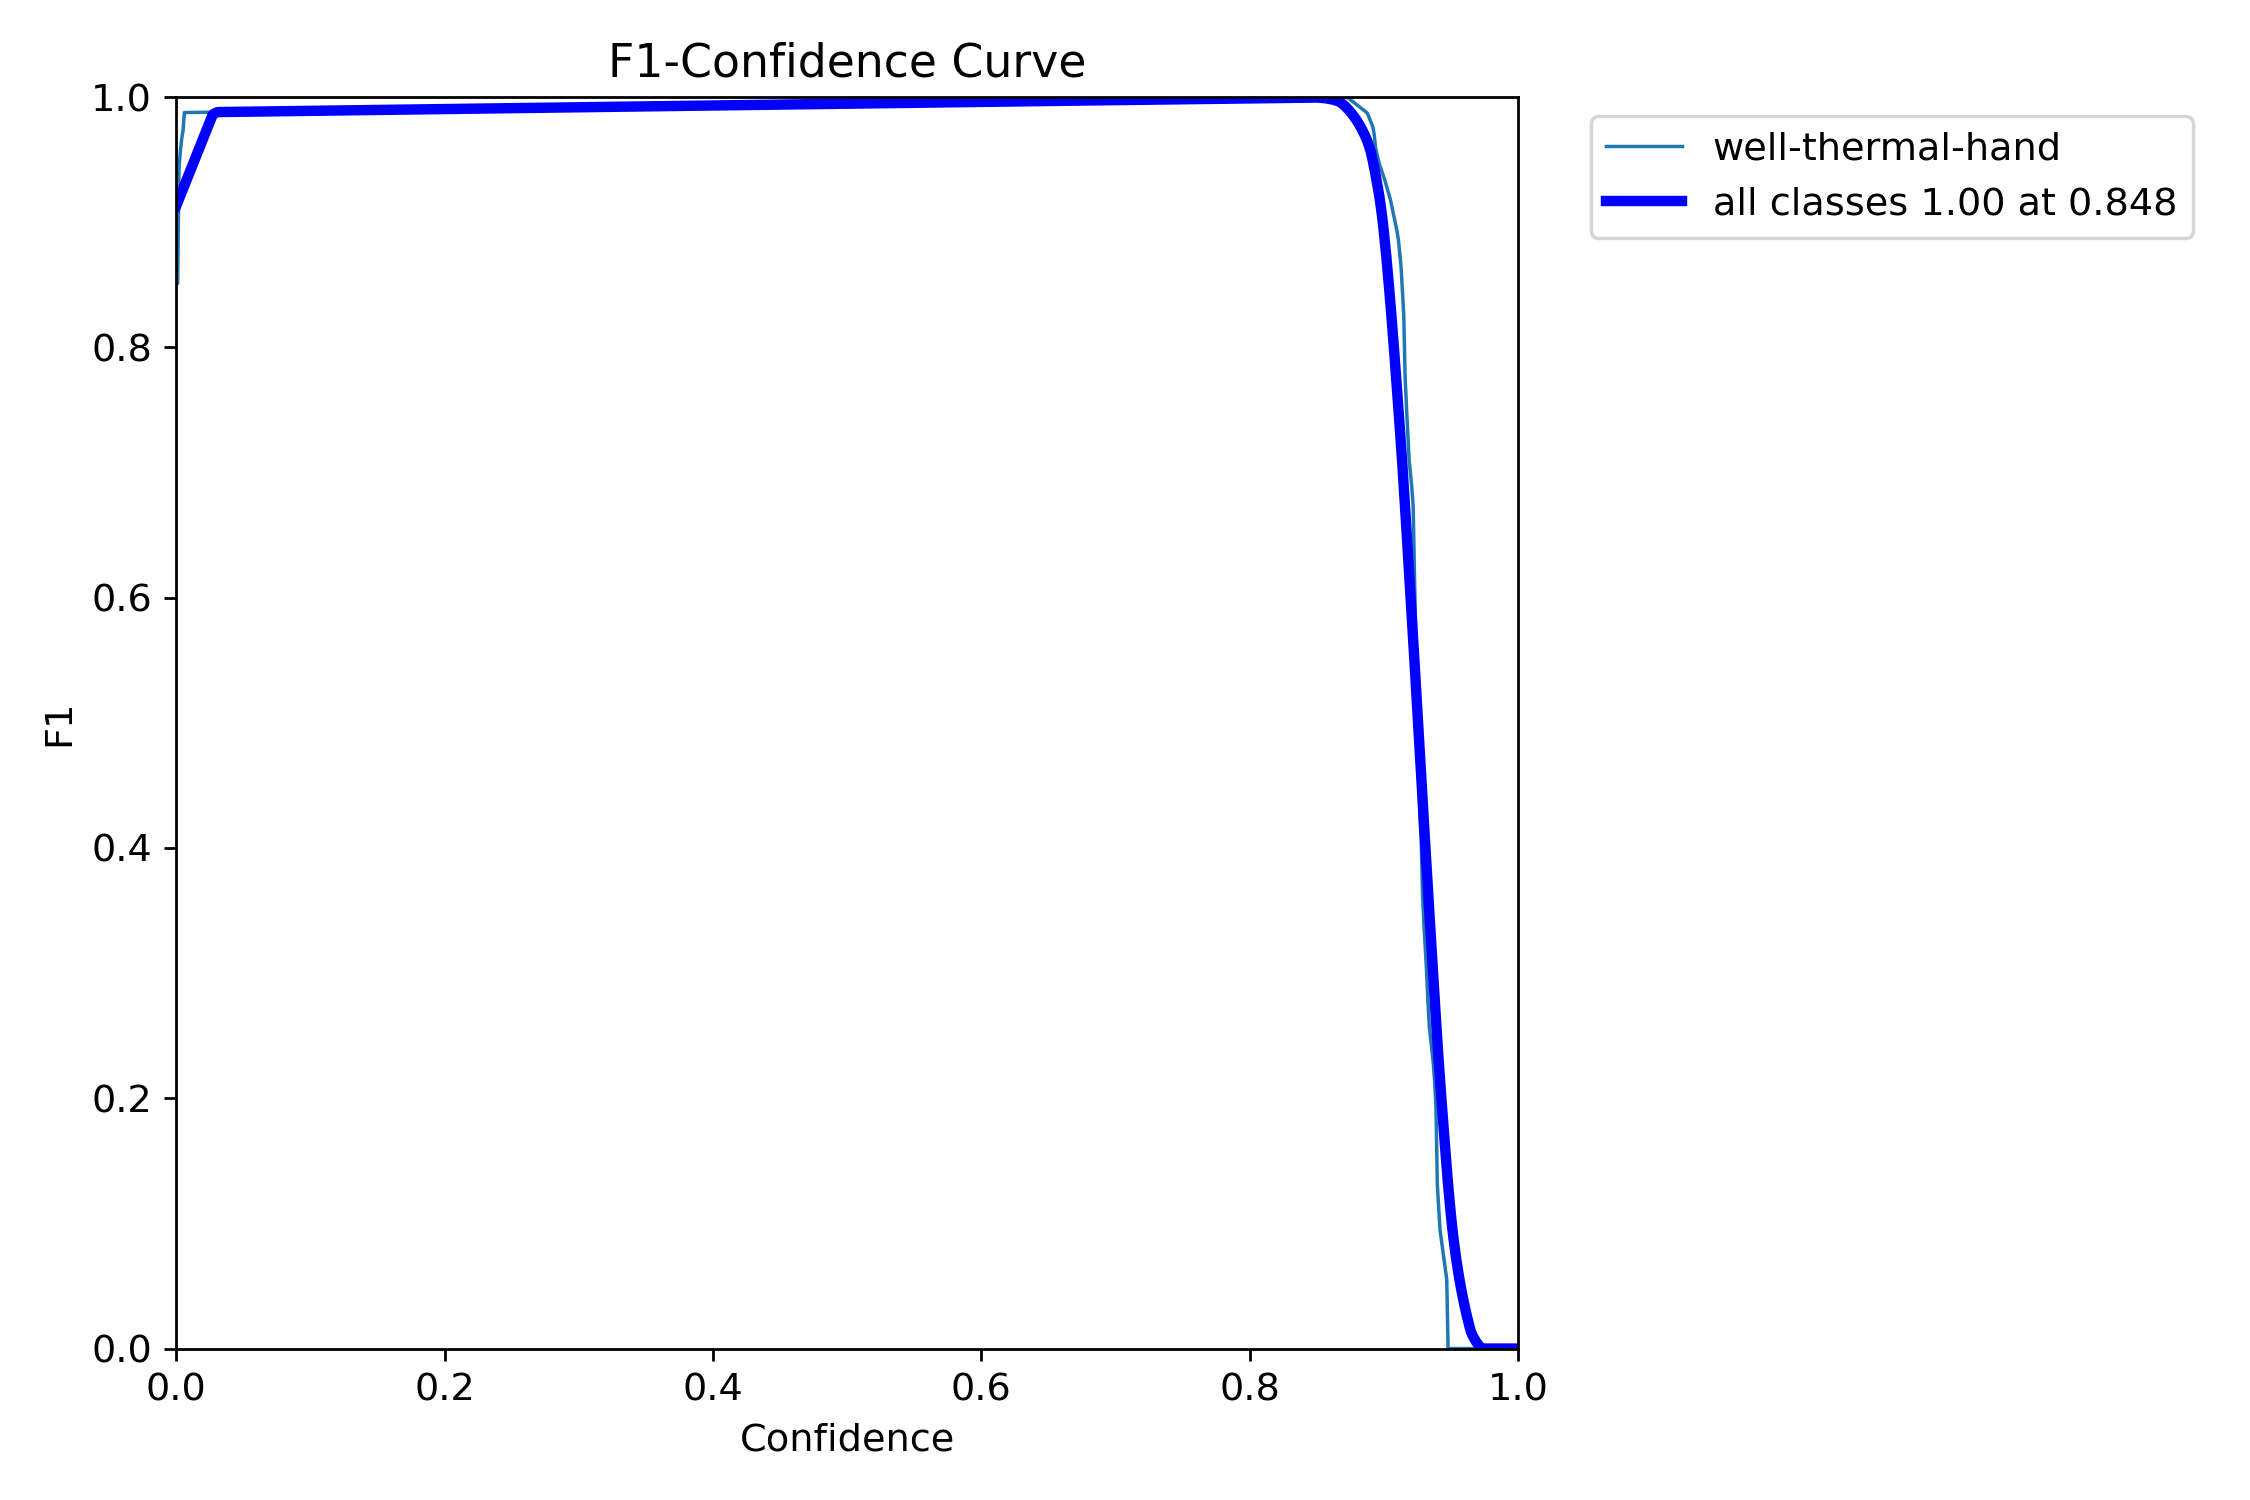 F1-Confidence Curve
well-thermal-hand
all classes 1.00 at 0.848
1.0
0.8
0.6
0.4
0.2
0.0
F1
0.0 0.2 0.4 0.6 0.8 1.0
Confidence